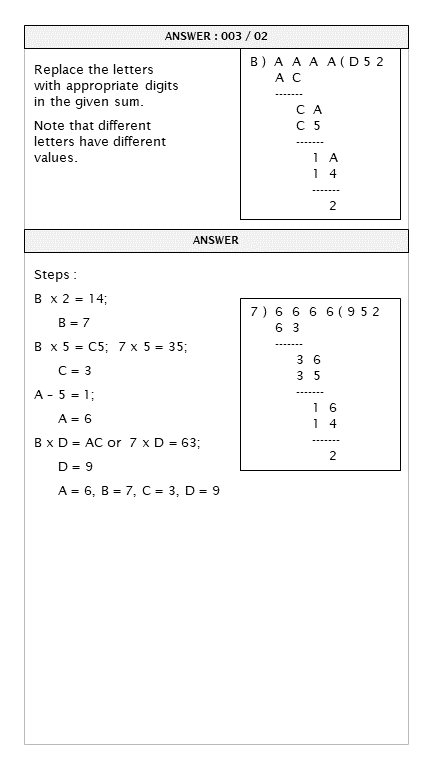 ANSWER : 003 / 02
Replace the letters
with appropriate digits
in the given sum.
Note that different
letters have different
values.
B ) A A A A ( D 5 2
A C
-------
C A
C 5
-------
1 A
1 4
-------
2
ANSWER
Steps :
B x 2 = 14;
B = 7
B x 5 = C5; 7 x 5 = 35;
C = 3
A – 5 = 1;
A = 6
B x D = AC or 7 x D = 63;
D = 9
A = 6, B = 7, C = 3, D = 9
7 ) 6 6 6 6 ( 9 5 2
6 3
-------
3 6
3 5
-------
1 6
1 4
-------
2